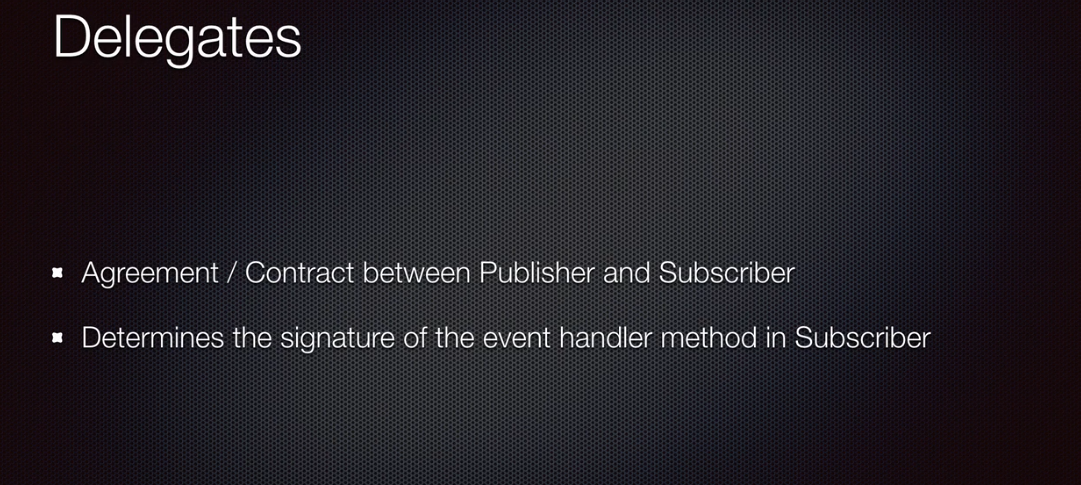 Delegates
Agreement / Contract between Publisher and Subscriber
Determines the signature of the event handler method in Subscriber